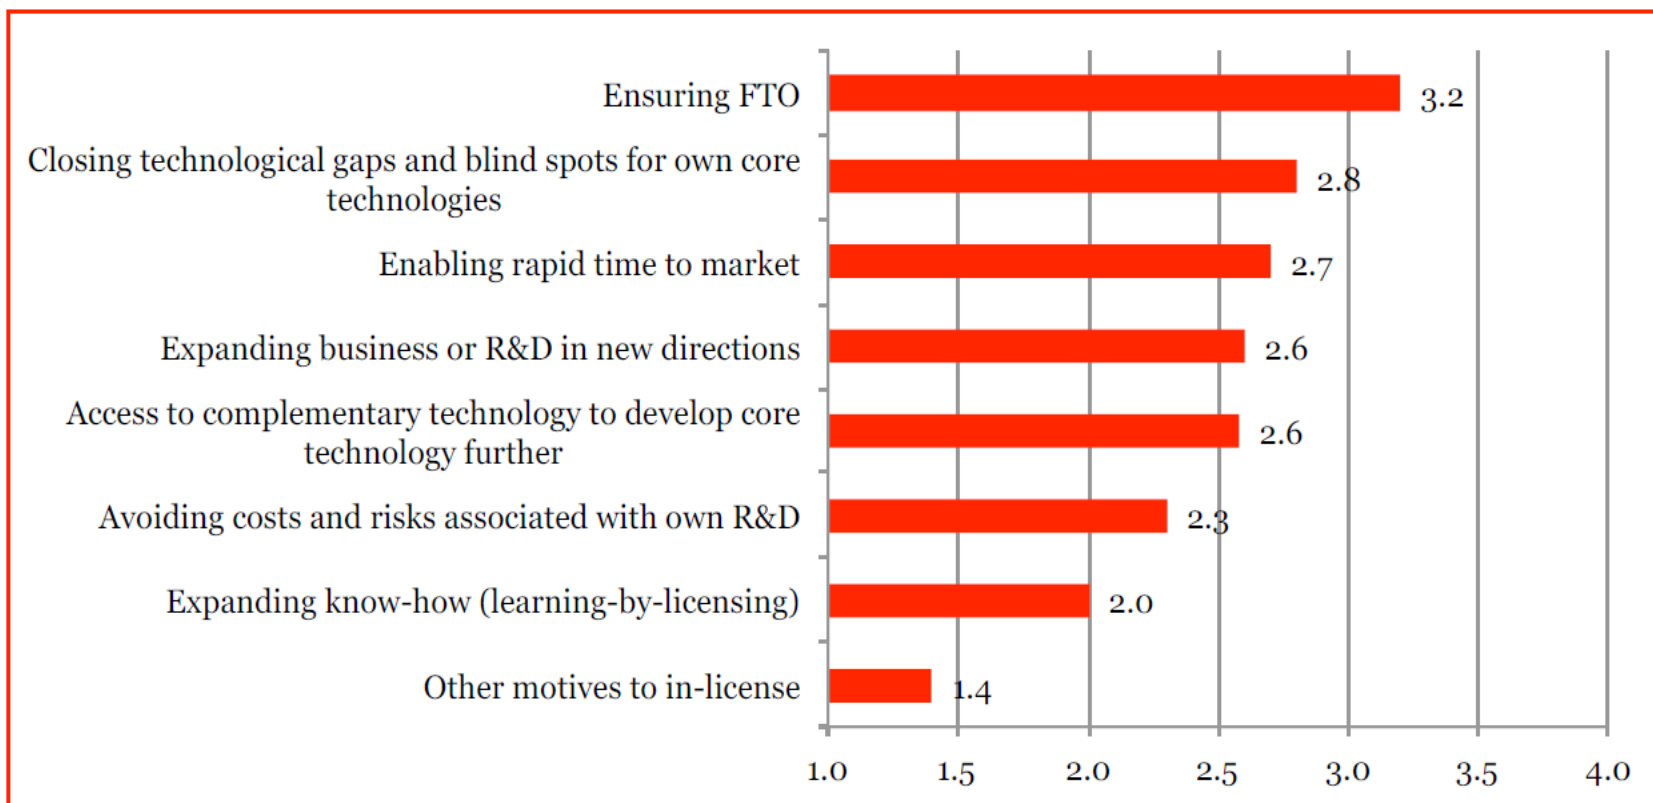 Ensuring FTO
3.2
Closing technological gaps and blind spots for own core
technologies
2.8
Enabling rapid time to market
2.7
Expanding business or R&D in new directions
2.6
Access to complementary technology to develop core
technology further
2.6
Avoiding costs and risks associated with own R&D
2.3
Expanding know-how (learning-by-licensing)
2.0
Other motives to in-license
1.4
1.0 1.5 2.0 2.5 3.0 3.5 4.0